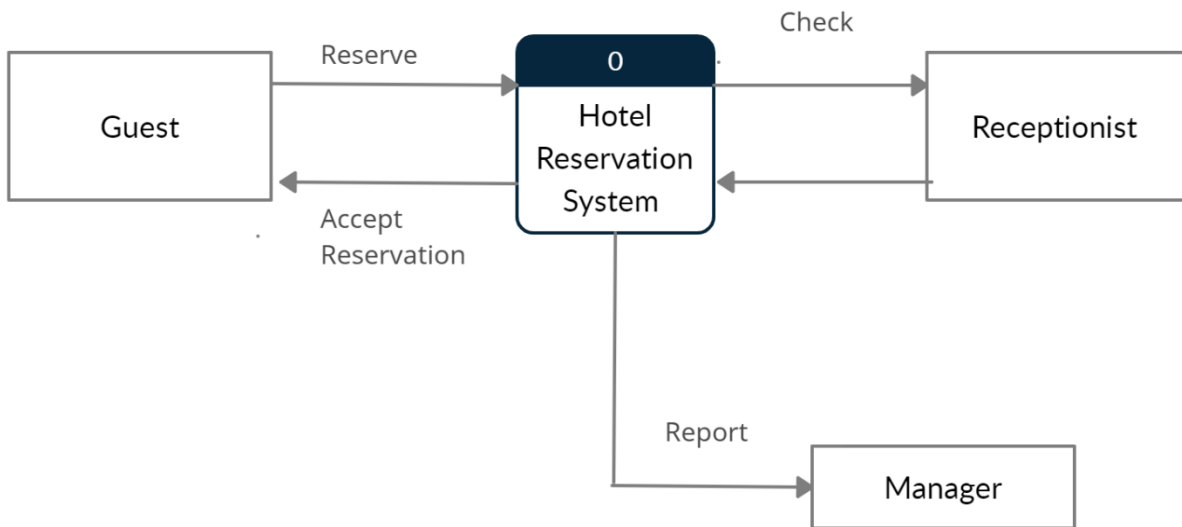 Check
Reserve
0
Guest
Hotel
Reservation
System
Receptionist
Accept
Reservation
Report
Manager